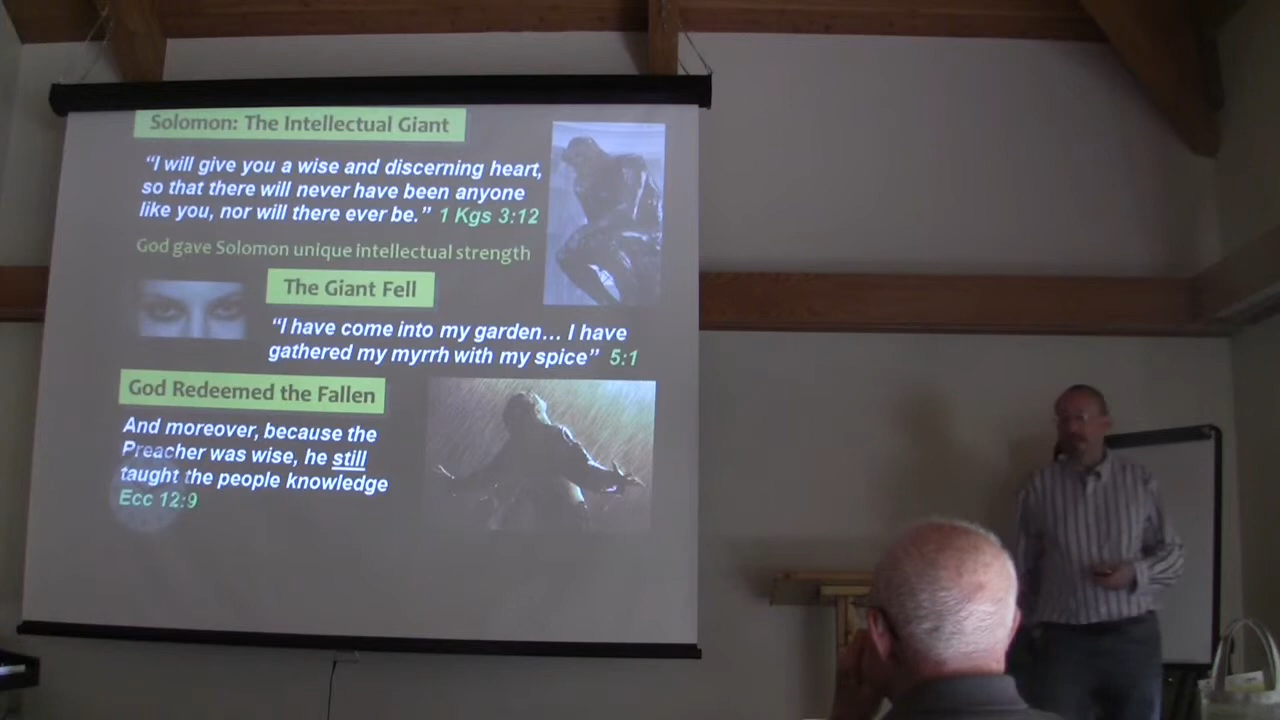 Solomon: The Intellectual Giant
“I will give you a wise and discerning heart,
so that there will never have been anyone
like you, nor will there ever be.” 1 Kgs 3:12
God gave Solomon unique intellectual strength
The Giant Fell
“I have come into my garden… I have
gathered my myrrh with my spice” 5:1
God Redeemed the Fallen
And moreover, because the
Preacher was wise, he still
taught the people knowledge
Ecc 12:9